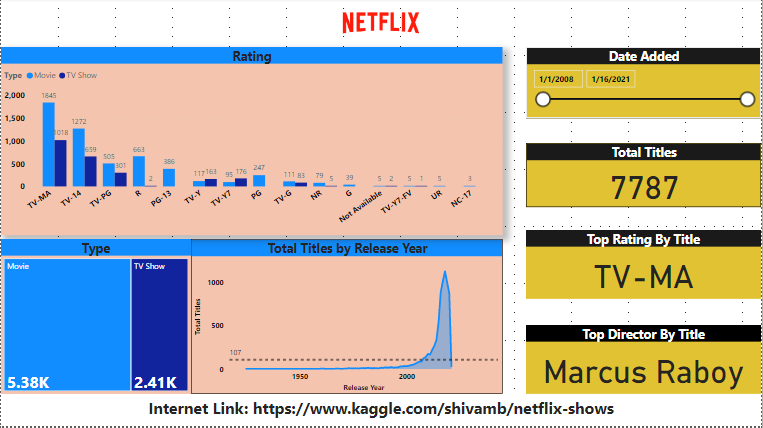 NETFLIX
Rating
Type Movie TV Show
2,000
1,500
1,000
500
0
1845 1018 1272 659 505 301 663 2 386 117 163 95 176 247 111 83 79 5 39 5 2 5 1 5 3
TV-MA TV-14 TV-PG R PG-13 TV-Y TV-Y7 PG TV-G NR G Not Available TV-Y7-FV UR NC-17
Date Added
1/1/2008 1/16/2021
Total Titles
7787
Top Rating By Title
TV-MA
Top Director By Title
Marcus Raboy
Type
Movie TV Show
5.38K 2.41K
Total Titles by Release Year
Total Titles
1000
500
107
0
1950 2000
Release Year
Internet Link: https://www.kaggle.com/shivamb/netflix-shows